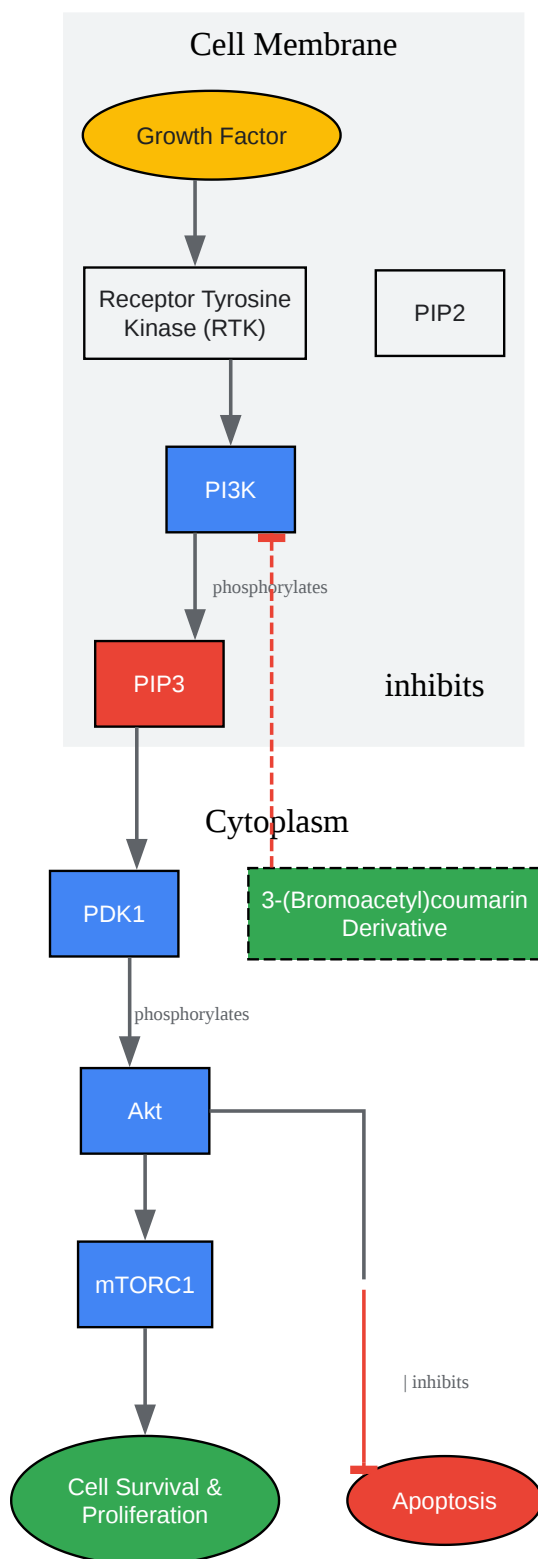 Cell Membrane
Growth Factor
Receptor Tyrosine
Kinase (RTK)
PIP2
PI3K
phosphorylates
PIP3
inhibits
Cytoplasm
PDK1
3-(Bromoacetyl)coumarin
Derivative
phosphorylates
Akt
mTORC1
| inhibits
Cell Survival &
Proliferation
Apoptosis